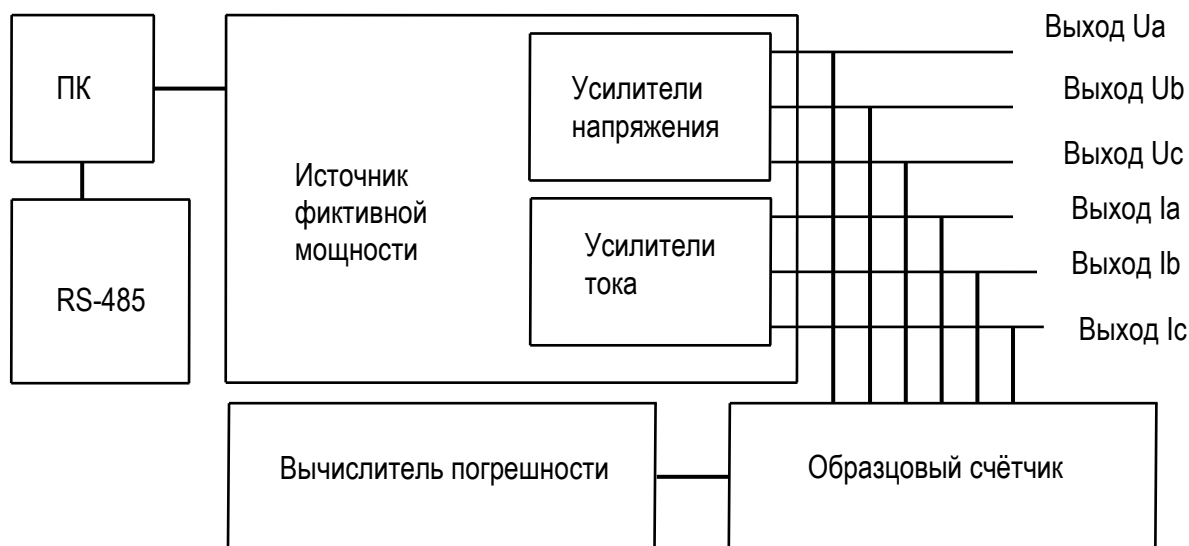 ПК
RS-485
Источник
фиктивной
мощности
Усилители
напряжения
Усилители
тока
Выход Ua
Выход Ub
Выход Uc
Выход Ia
Выход Ib
Выход Ic
Вычислитель погрешности
Образцовый счётчик